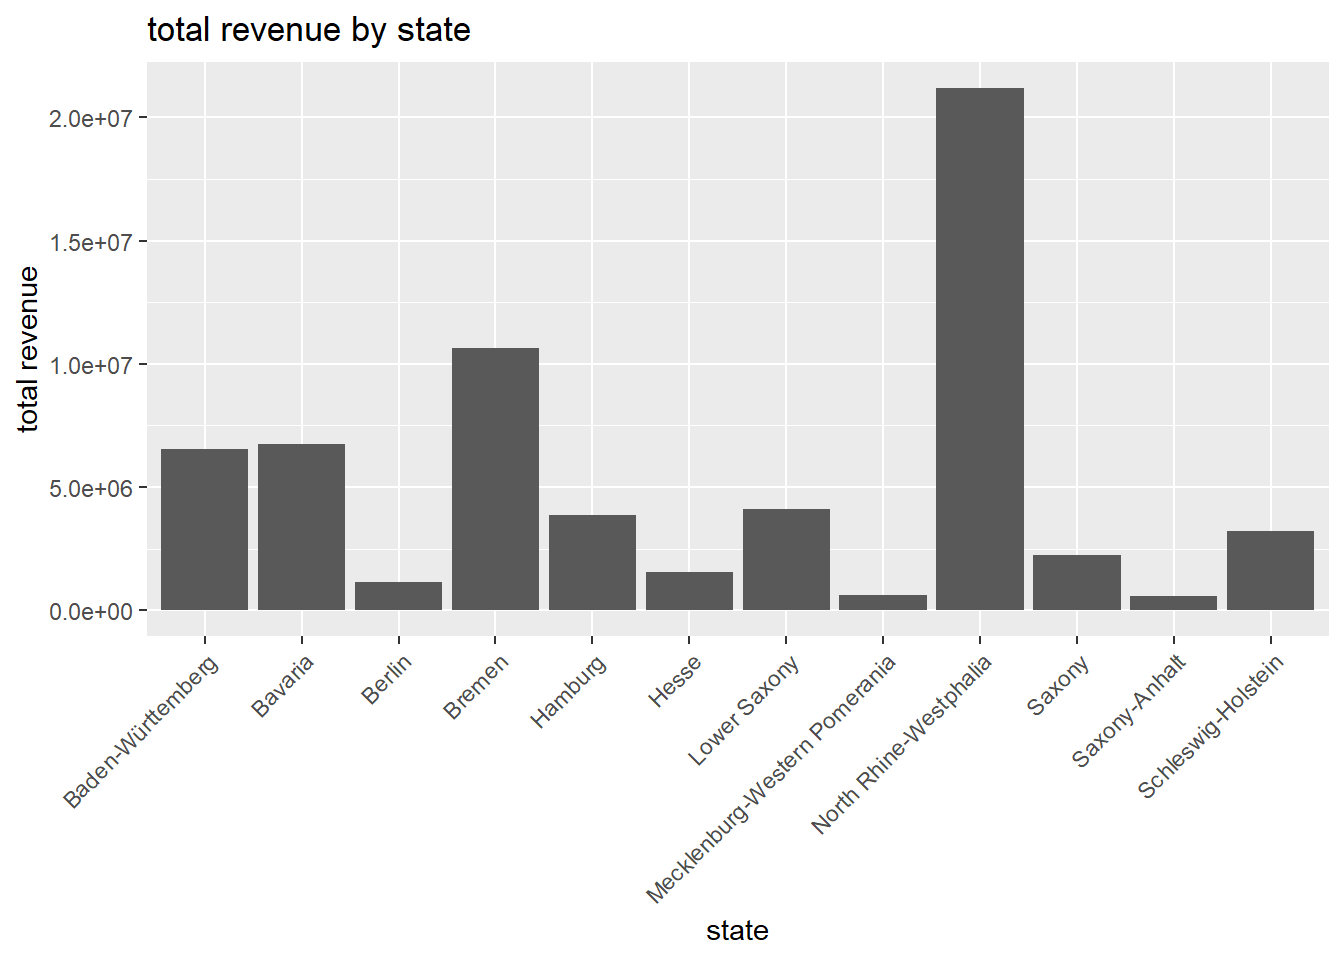 total revenue by state
total revenue
2.0e+07
1.5e+07
1.0e+07
5.0e+06
0.0e+00
Baden-Württemberg
Bavaria
Berlin
Bremen
Hamburg
Hesse
Lower Saxony
Mecklenburg-Western Pomerania
North Rhine-Westphalia
Saxony
Saxony-Anhalt
Schleswig-Holstein
state